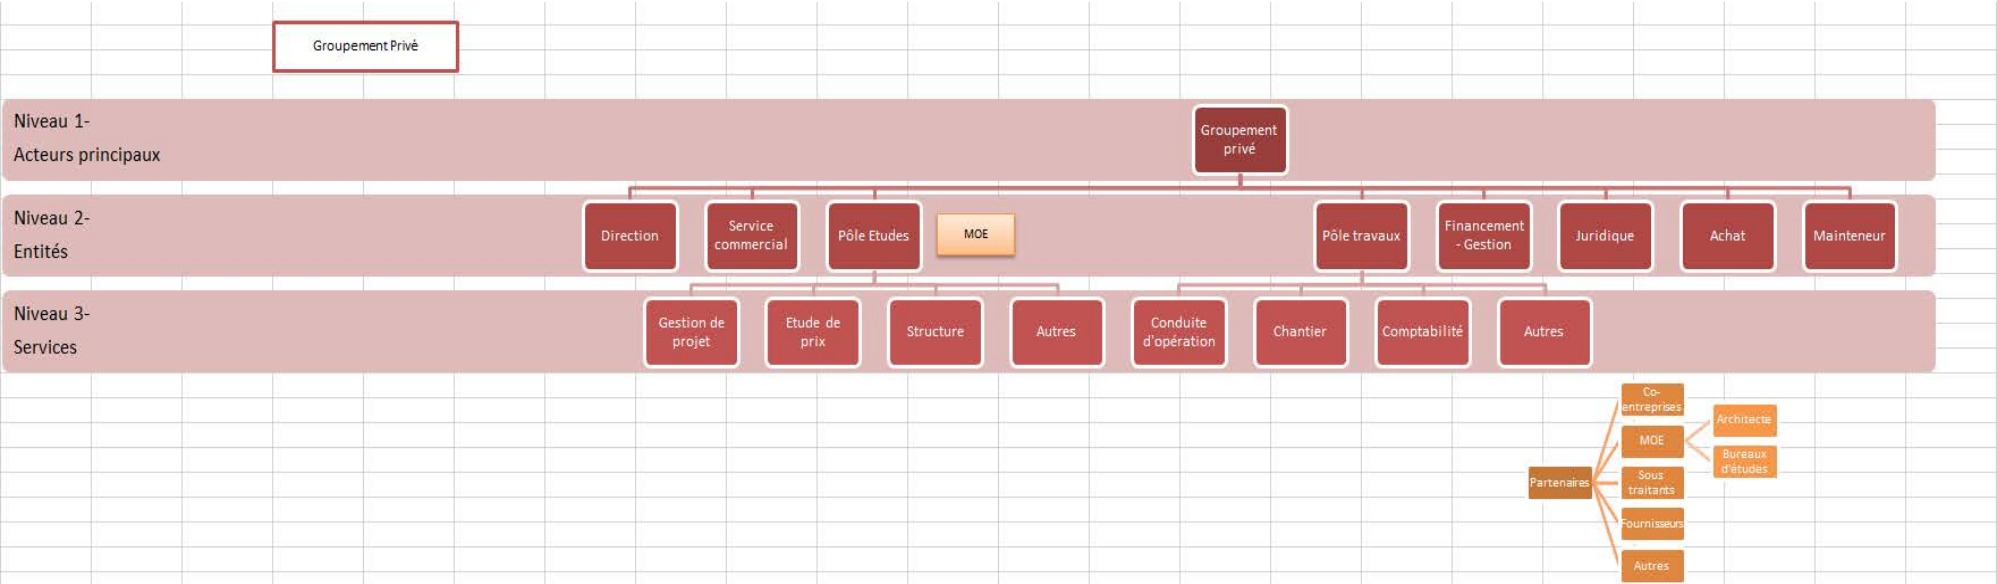 Groupement Privé
Niveau 1-
Acteurs principaux
Groupement
privé
Niveau 2-
Entités
Direction
Service
commercial
Pôle Etudes
MOE
Pôle travaux
Financement
- Gestion
Juridique
Achat
Mainteneur
Niveau 3-
Services
Gestion de
projet
Etude de
prix
Structure
Autres
Conduite
d'opération
Chantier
Comptabilité
Autres
Partenaires
Co-
entreprises
MOE
Architecte
Bureaux
d'études
Sous
traitants
Fournisseurs
Autres